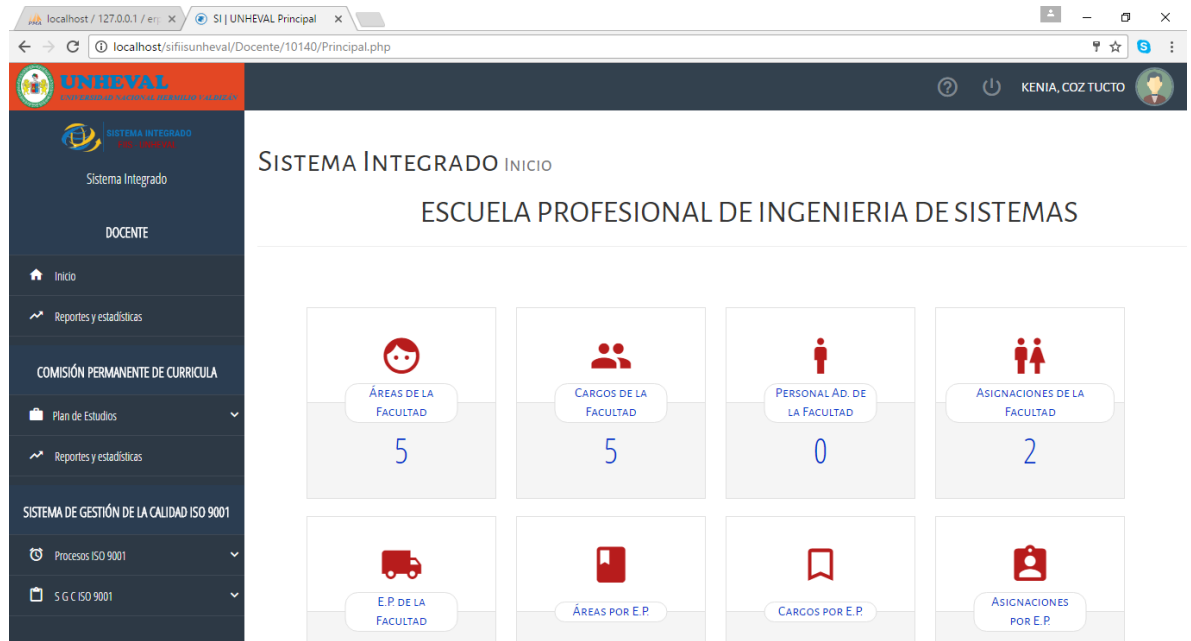 localhost / 127.0.0.1 / er
SI | UNHEVAL Principal
localhost/sifiisunheval/Docente/10140/Principal.php
UNHEVAL
UNIVERSIDAD NACIONAL HERMILIO VALDIZÁN
KENIA, COZ TUCTO
SISTEMA INTEGRADO
Sistema Integrado
DOCENTE
Inicio
Reportes y estadísticas
COMISIÓN PERMANENTE DE CURRICULA
Plan de Estudios
Reportes y estadísticas
SISTEMA DE GESTIÓN DE LA CALIDAD ISO 9001
Procesos ISO 9001
S G C ISO 9001
SISTEMA INTEGRADO INICIO
ESCUELA PROFESIONAL DE INGENIERIA DE SISTEMAS
ÁREAS DE LA
FACULTAD
5
CARGOS DE LA
FACULTAD
5
PERSONAL AD. DE
LA FACULTAD
0
ASIGNACIONES DE LA
FACULTAD
2
E.P. DE LA
FACULTAD
ÁREAS POR E.P.
CARGOS POR E.P.
ASIGNACIONES
POR E.P.